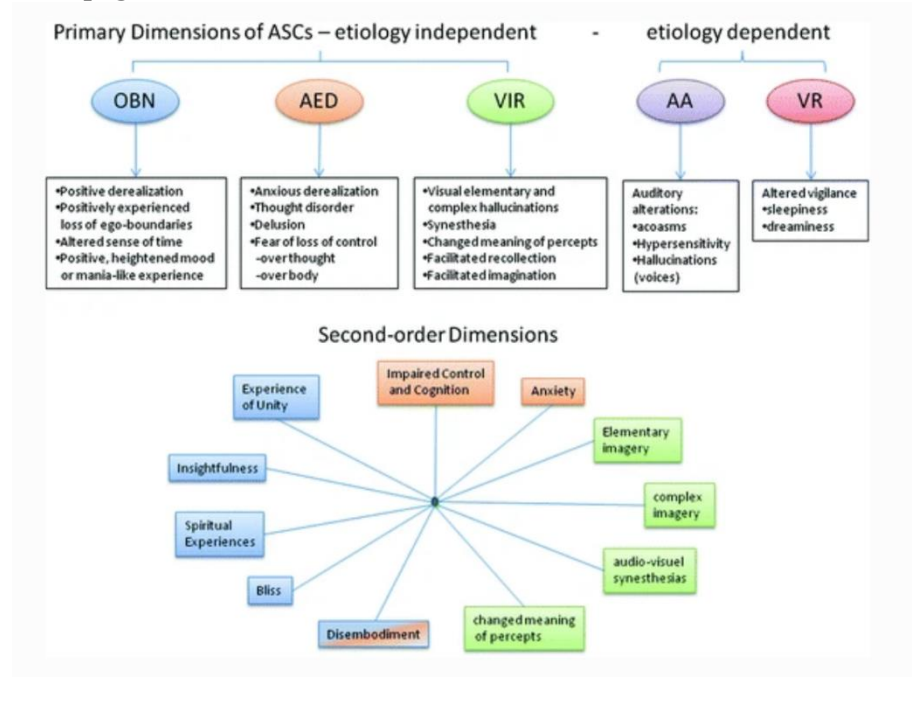 Primary Dimensions of ASCs – etiology independent - etiology dependent
OBN
AED
VIR
AA
VR
•Positive derealization
•Positively experienced
loss of ego-boundaries
•Altered sense of time
•Positive, heightened mood
or mania-like experience
•Anxious derealization
•Thought disorder
•Delusion
•Fear of loss of control
-over thought
-over body
•Visual elementary and
complex hallucinations
•Synesthesia
•Changed meaning of percepts
•Facilitated recollection
•Facilitated imagination
Auditory
alterations:
•acoasms
•Hypersensitivity
•Hallucinations
(voices)
Altered vigilance
•sleepiness
•dreaminess
Second-order Dimensions
Impaired Control
and Cognition
Experience
of Unity
Anxiety
Elementary
imagery
Insightfulness
complex
imagery
Spiritual
Experiences
audio-visuel
synesthesias
Bliss
changed meaning
of percepts
Disembodiment